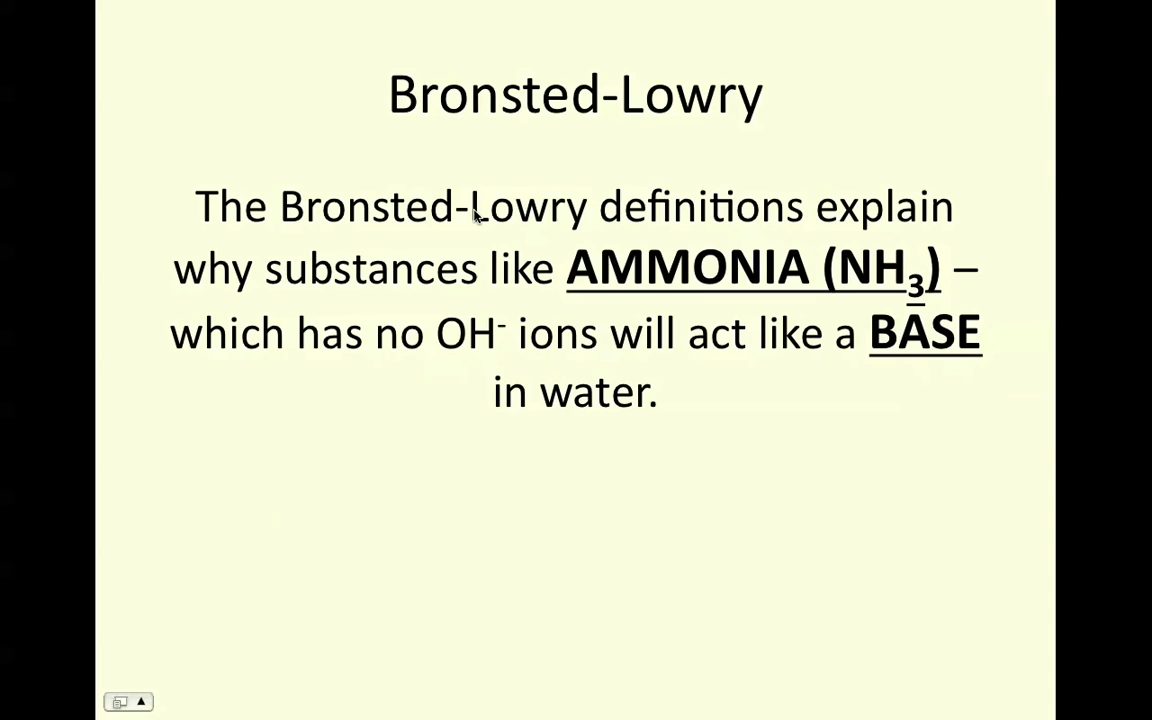 Bronsted-Lowry
The Bronsted-Lowry definitions explain
why substances like AMMONIA (NH₃) –
which has no OH⁻ ions will act like a BASE
in water.